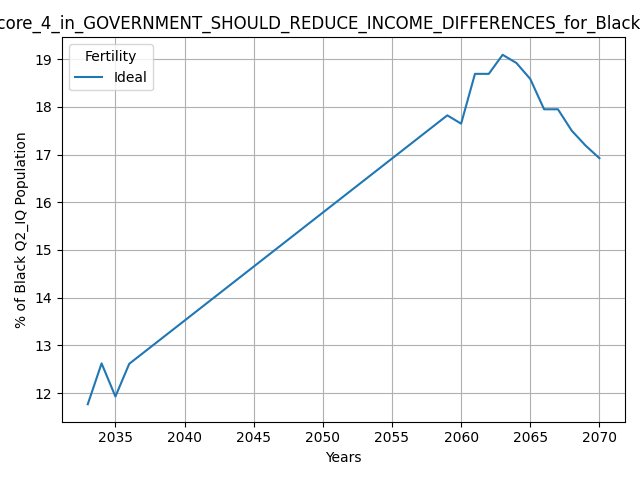 core_4_in_GOVERNMENT_SHOULD_REDUCE_INCOME_DIFFERENCES_for_Black
Fertility
Ideal
19
18
17
16
15
14
13
12
% of Black Q2_IQ Population
2035 2040 2045 2050 2055 2060 2065 2070
Years